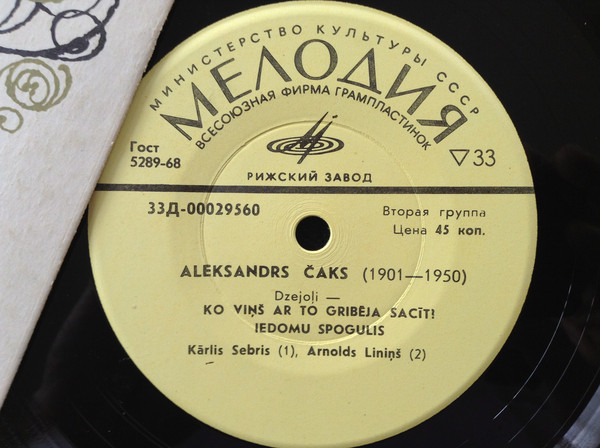 МИНИСТЕРСТВО КУЛЬТУРЫ СССР
МЕЛОДИЯ
ВСЕСОЮЗНАЯ ФИРМА ГРАМПЛАСТИНОК
Гост
5289-68
▽33
РИЖСКИЙ ЗАВОД
33Д-00029560
Вторая группа
Цена 45 коп.
ALEKSANDRS ČAKS (1901—1950)
Dzejoļi —
KO VIŅŠ AR TO GRIBĒJA SACĪT!
IEDOMU SPOGULIS
Kārlis Sebris (1), Arnolds Liniņš (2)